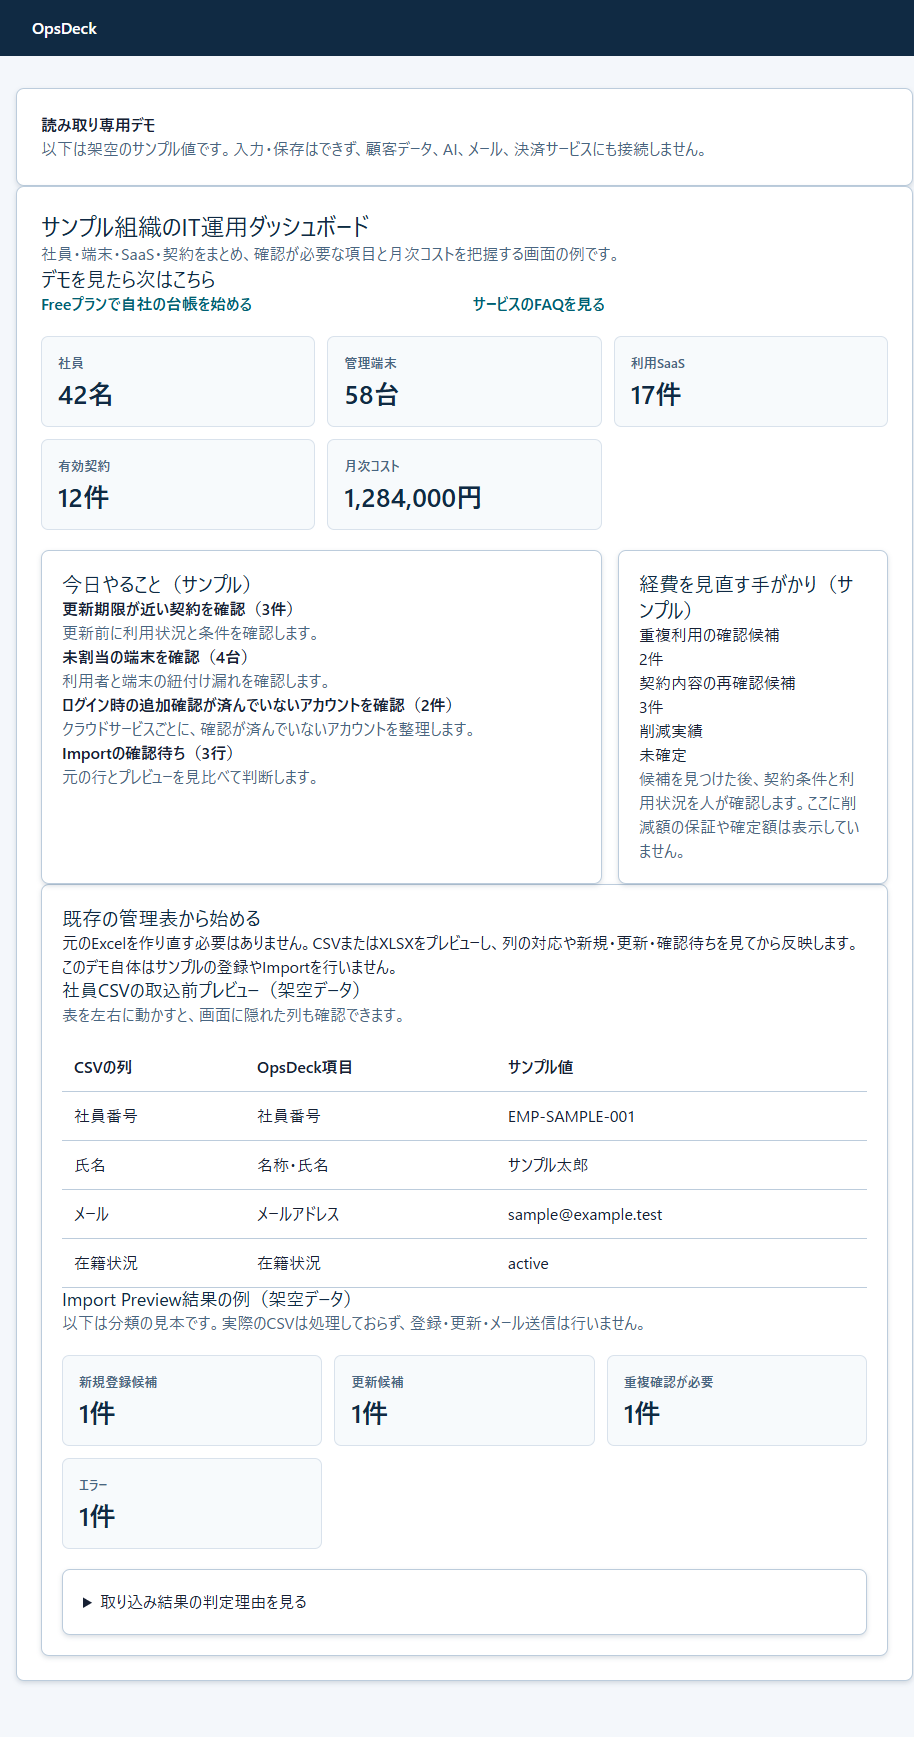 OpsDeck
読み取り専用デモ
以下は架空のサンプル値です。入力・保存はできず、顧客データ、AI、メール、決済サービスにも接続しません。
サンプル組織のIT運用ダッシュボード
社員・端末・SaaS・契約をまとめ、確認が必要な項目と月次コストを把握する画面の例です。
デモを見たら次はこちら
Freeプランで自社の台帳を始める
サービスのFAQを見る
社員
42名
管理端末
58台
利用SaaS
17件
有効契約
12件
月次コスト
1,284,000円
今日やること（サンプル）
更新期限が近い契約を確認（3件）
更新前に利用状況と条件を確認します。
未割当の端末を確認（4台）
利用者と端末の紐付け漏れを確認します。
ログイン時の追加確認が済んでいないアカウントを確認（2件）
クラウドサービスごとに、確認が済んでいないアカウントを整理します。
Importの確認待ち（3行）
元の行とプレビューを見比べて判断します。
経費を見直す手がかり（サ
ンプル）
重複利用の確認候補
2件
契約内容の再確認候補
3件
削減実績
未確定
候補を見つけた後、契約条件と利
用状況を人が確認します。ここに削
減額の保証や確定額は表示してい
ません。
既存の管理表から始める
元のExcelを作り直す必要はありません。CSVまたはXLSXをプレビューし、列の対応や新規・更新・確認待ちを見てから反映します。
このデモ自体はサンプルの登録やImportを行いません。
社員CSVの取込前プレビュー（架空データ）
表を左右に動かすと、画面に隠れた列も確認できます。
CSVの列 OpsDeck項目 サンプル値
社員番号 社員番号 EMP-SAMPLE-001
氏名 名称・氏名 サンプル太郎
メール メールアドレス sample@example.test
在籍状況 在籍状況 active
Import Preview結果の例（架空データ）
以下は分類の見本です。実際のCSVは処理しておらず、登録・更新・メール送信は行いません。
新規登録候補
1件
更新候補
1件
重複確認が必要
1件
エラー
1件
▶ 取り込み結果の判定理由を見る